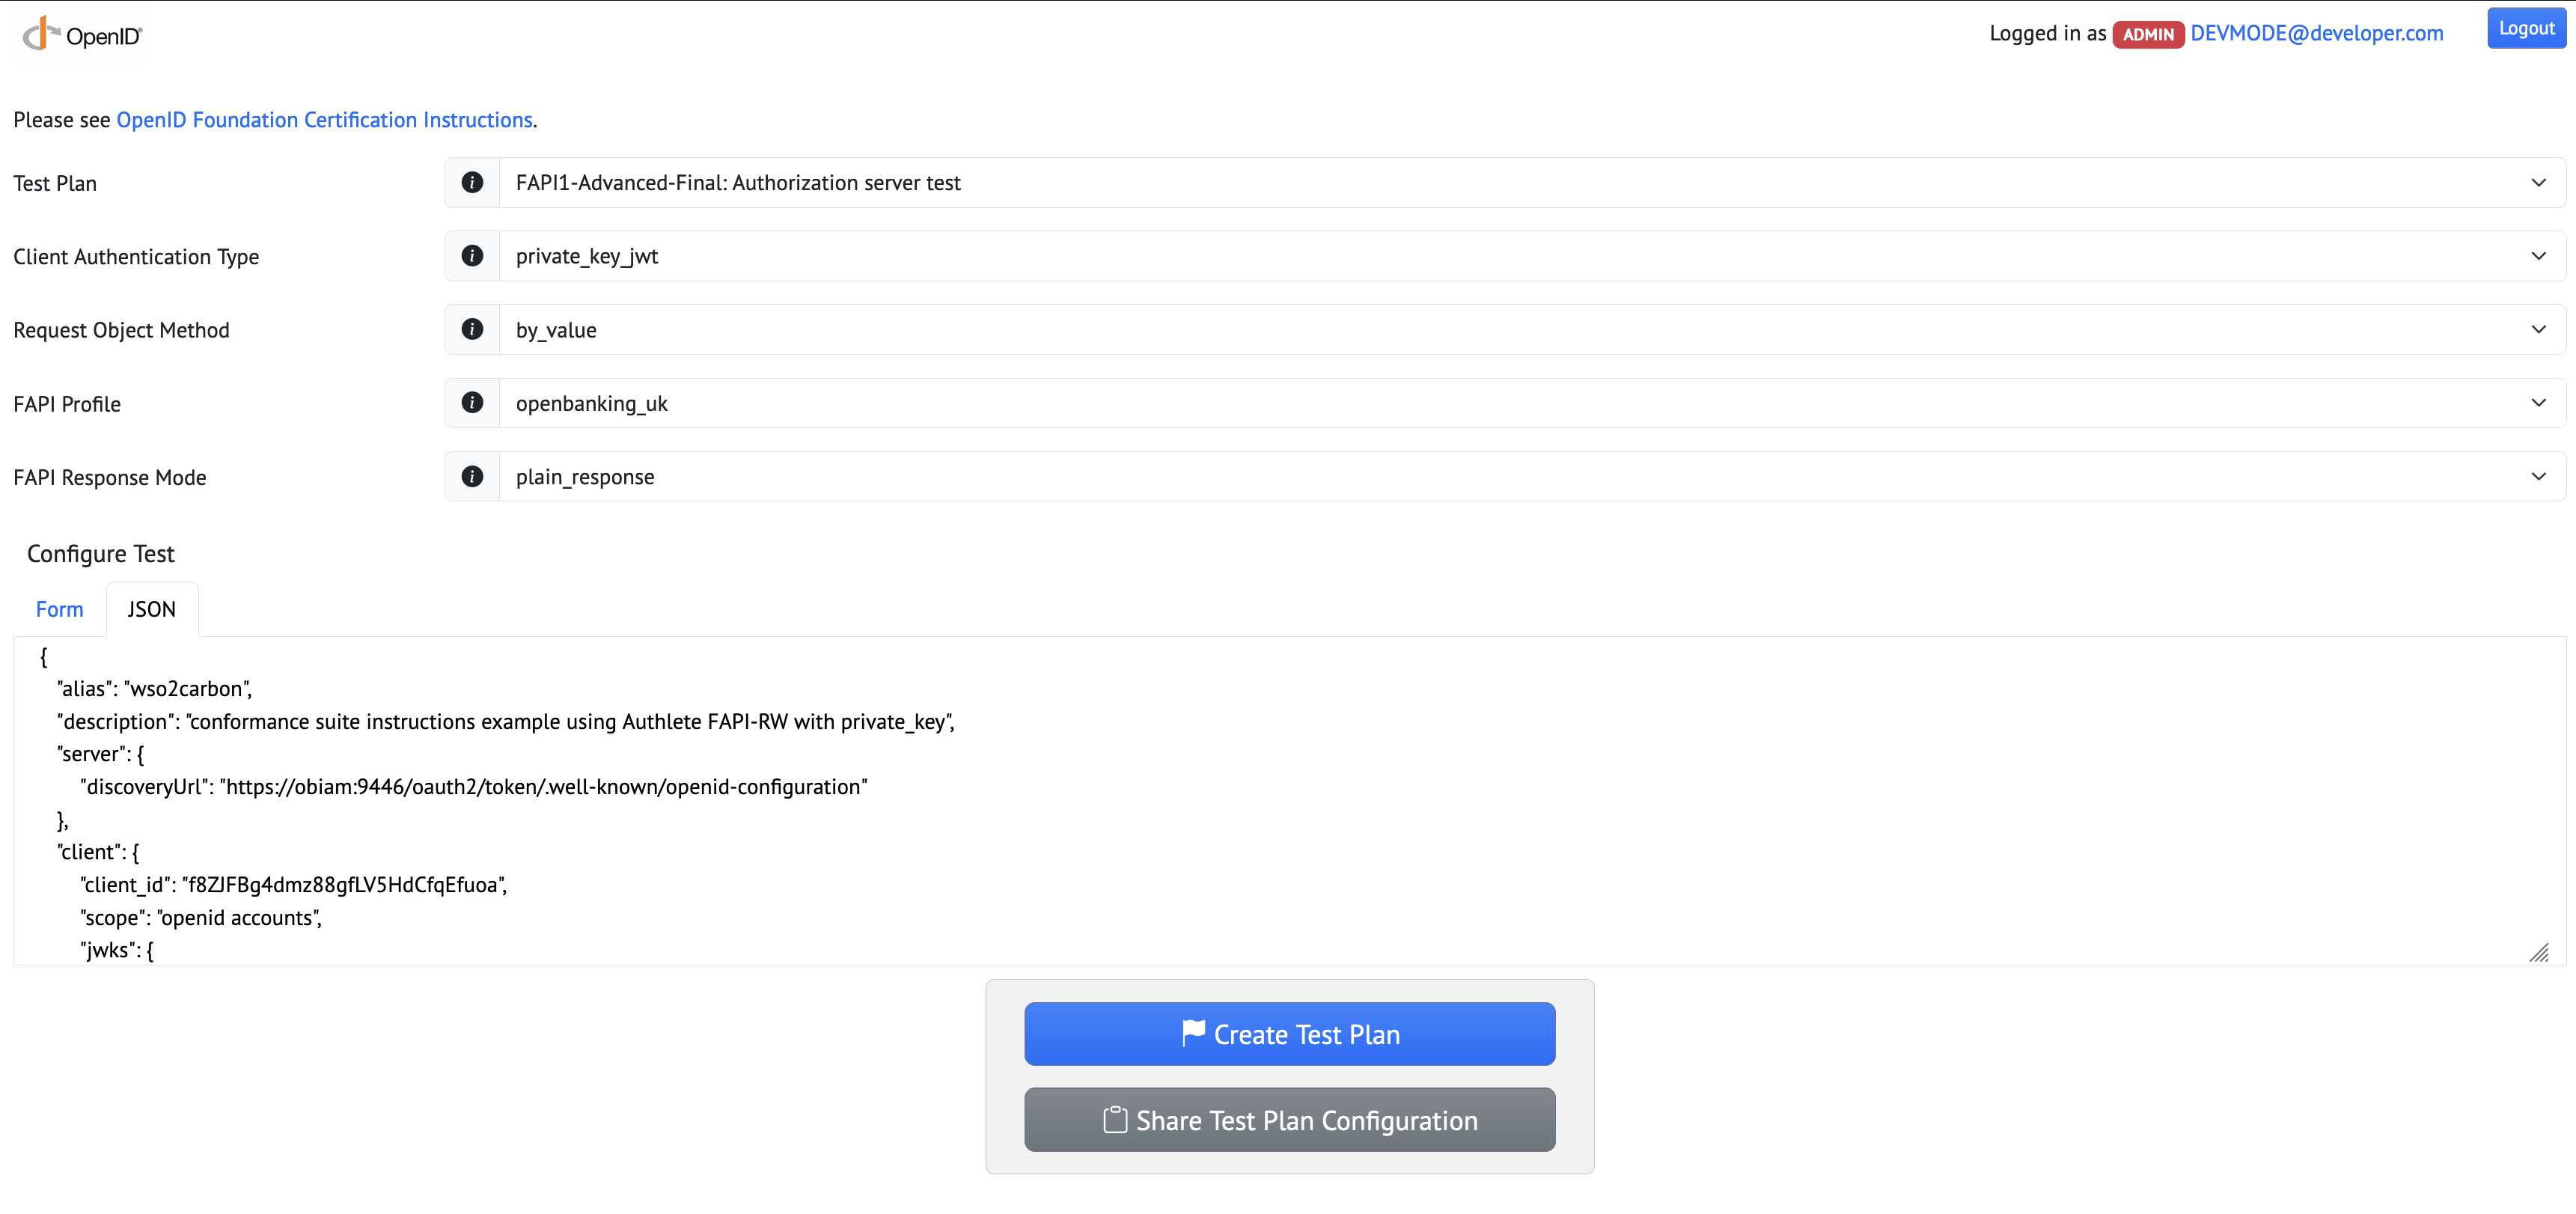 OpenID
Logged in as ADMIN DEVMODE@developer.com Logout
Please see OpenID Foundation Certification Instructions.
Test Plan
FAPI1-Advanced-Final: Authorization server test
Client Authentication Type
private_key_jwt
Request Object Method
by_value
FAPI Profile
openbanking_uk
FAPI Response Mode
plain_response
Configure Test
Form JSON
{
"alias": "wso2carbon",
"description": "conformance suite instructions example using Authlete FAPI-RW with private_key",
"server": {
"discoveryUrl": "https://obiam:9446/oauth2/token/.well-known/openid-configuration"
},
"client": {
"client_id": "f8ZJFBg4dmz88gfLV5HdCfqEfuoa",
"scope": "openid accounts",
"jwks": {
Create Test Plan
Share Test Plan Configuration